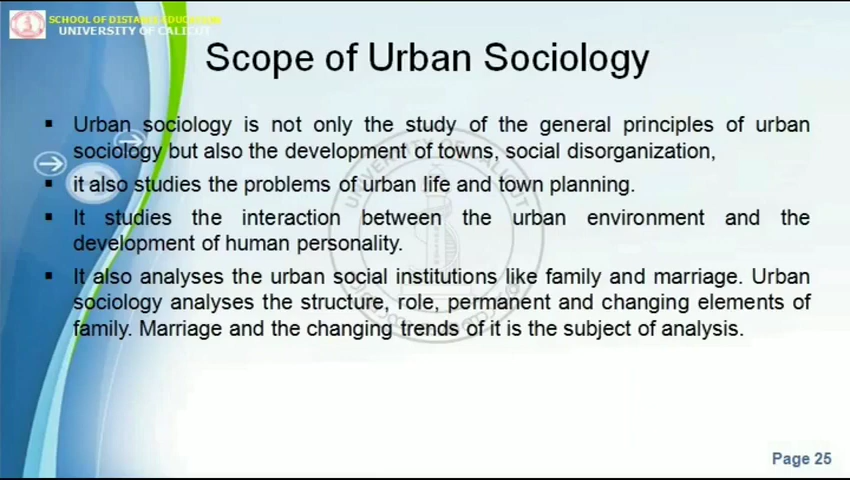 SCHOOL OF DISTANCE EDUCATION
UNIVERSITY OF CALICUT
Scope of Urban Sociology
▪ Urban sociology is not only the study of the general principles of urban
sociology but also the development of towns, social disorganization,
▪ it also studies the problems of urban life and town planning.
▪ It studies the interaction between the urban environment and the
development of human personality.
▪ It also analyses the urban social institutions like family and marriage. Urban
sociology analyses the structure, role, permanent and changing elements of
family. Marriage and the changing trends of it is the subject of analysis.
UNIVERSITY OF CALICUT
Page 25